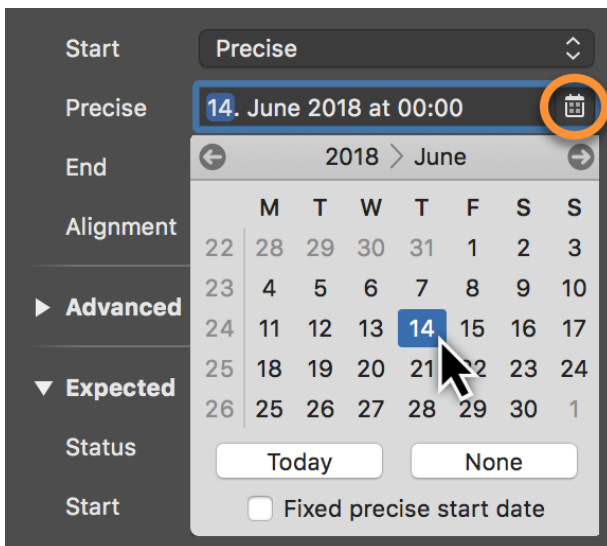 Start Precise
Precise 14. June 2018 at 00:00
End 2018 June
M T W T F S S
Alignment
22 28 29 30 31 1 2 3
23 4 5 6 7 8 9 10
Advanced
24 11 12 13 14 15 16 17
25 18 19 20 21 22 23 24
Expected
26 25 26 27 28 29 30 1
Status Today None
Start Fixed precise start date